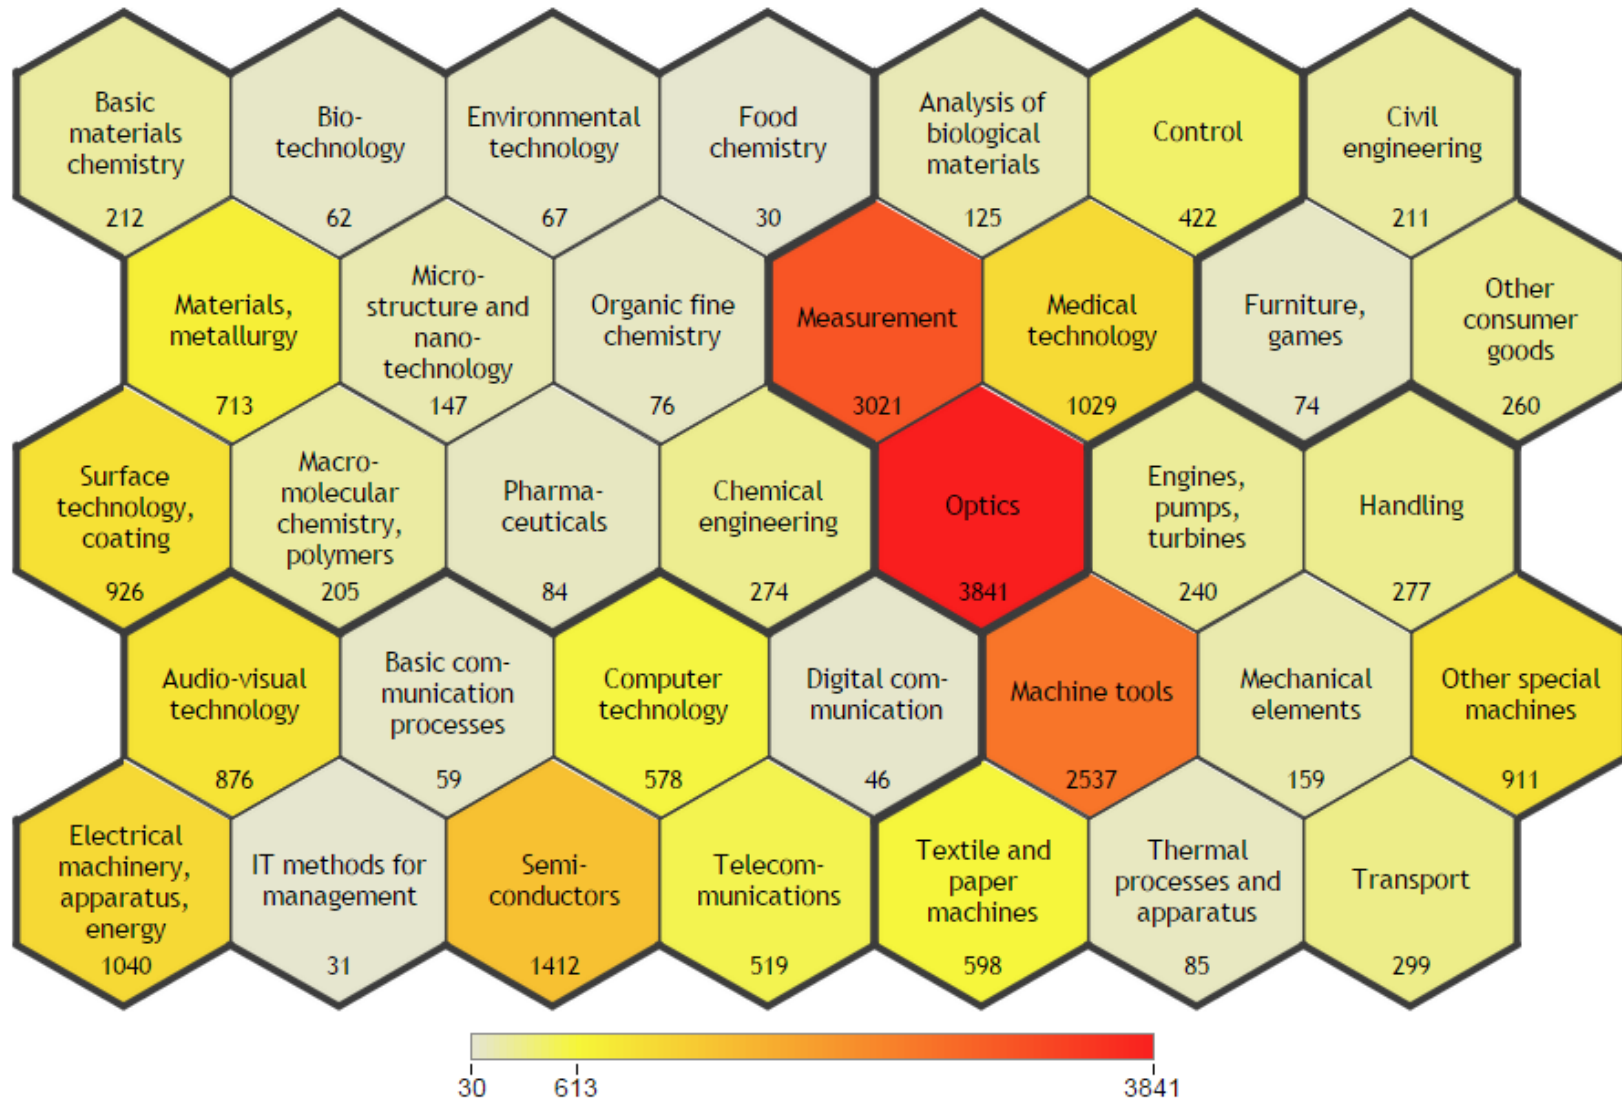 Basic
materials
chemistry
212
Bio-
technology
62
Environmental
technology
67
Food
chemistry
30
Analysis of
biological
materials
125
Control
422
Civil
engineering
211
Materials,
metallurgy
713
Micro-
structure and
nano-
technology
147
Organic fine
chemistry
76
Measurement
3021
Medical
technology
1029
Furniture,
games
74
Other
consumer
goods
260
Surface
technology,
coating
926
Macro-
molecular
chemistry,
polymers
205
Pharma-
ceuticals
84
Chemical
engineering
274
Optics
3841
Engines,
pumps,
turbines
240
Handling
277
Audio-visual
technology
876
Basic com-
munication
processes
59
Computer
technology
578
Digital com-
munication
46
Machine tools
2537
Mechanical
elements
159
Other special
machines
911
Electrical
machinery,
apparatus,
energy
1040
IT methods for
management
31
Semi-
conductors
1412
Telecom-
munications
519
Textile and
paper
machines
598
Thermal
processes and
apparatus
85
Transport
299
30 613 3841